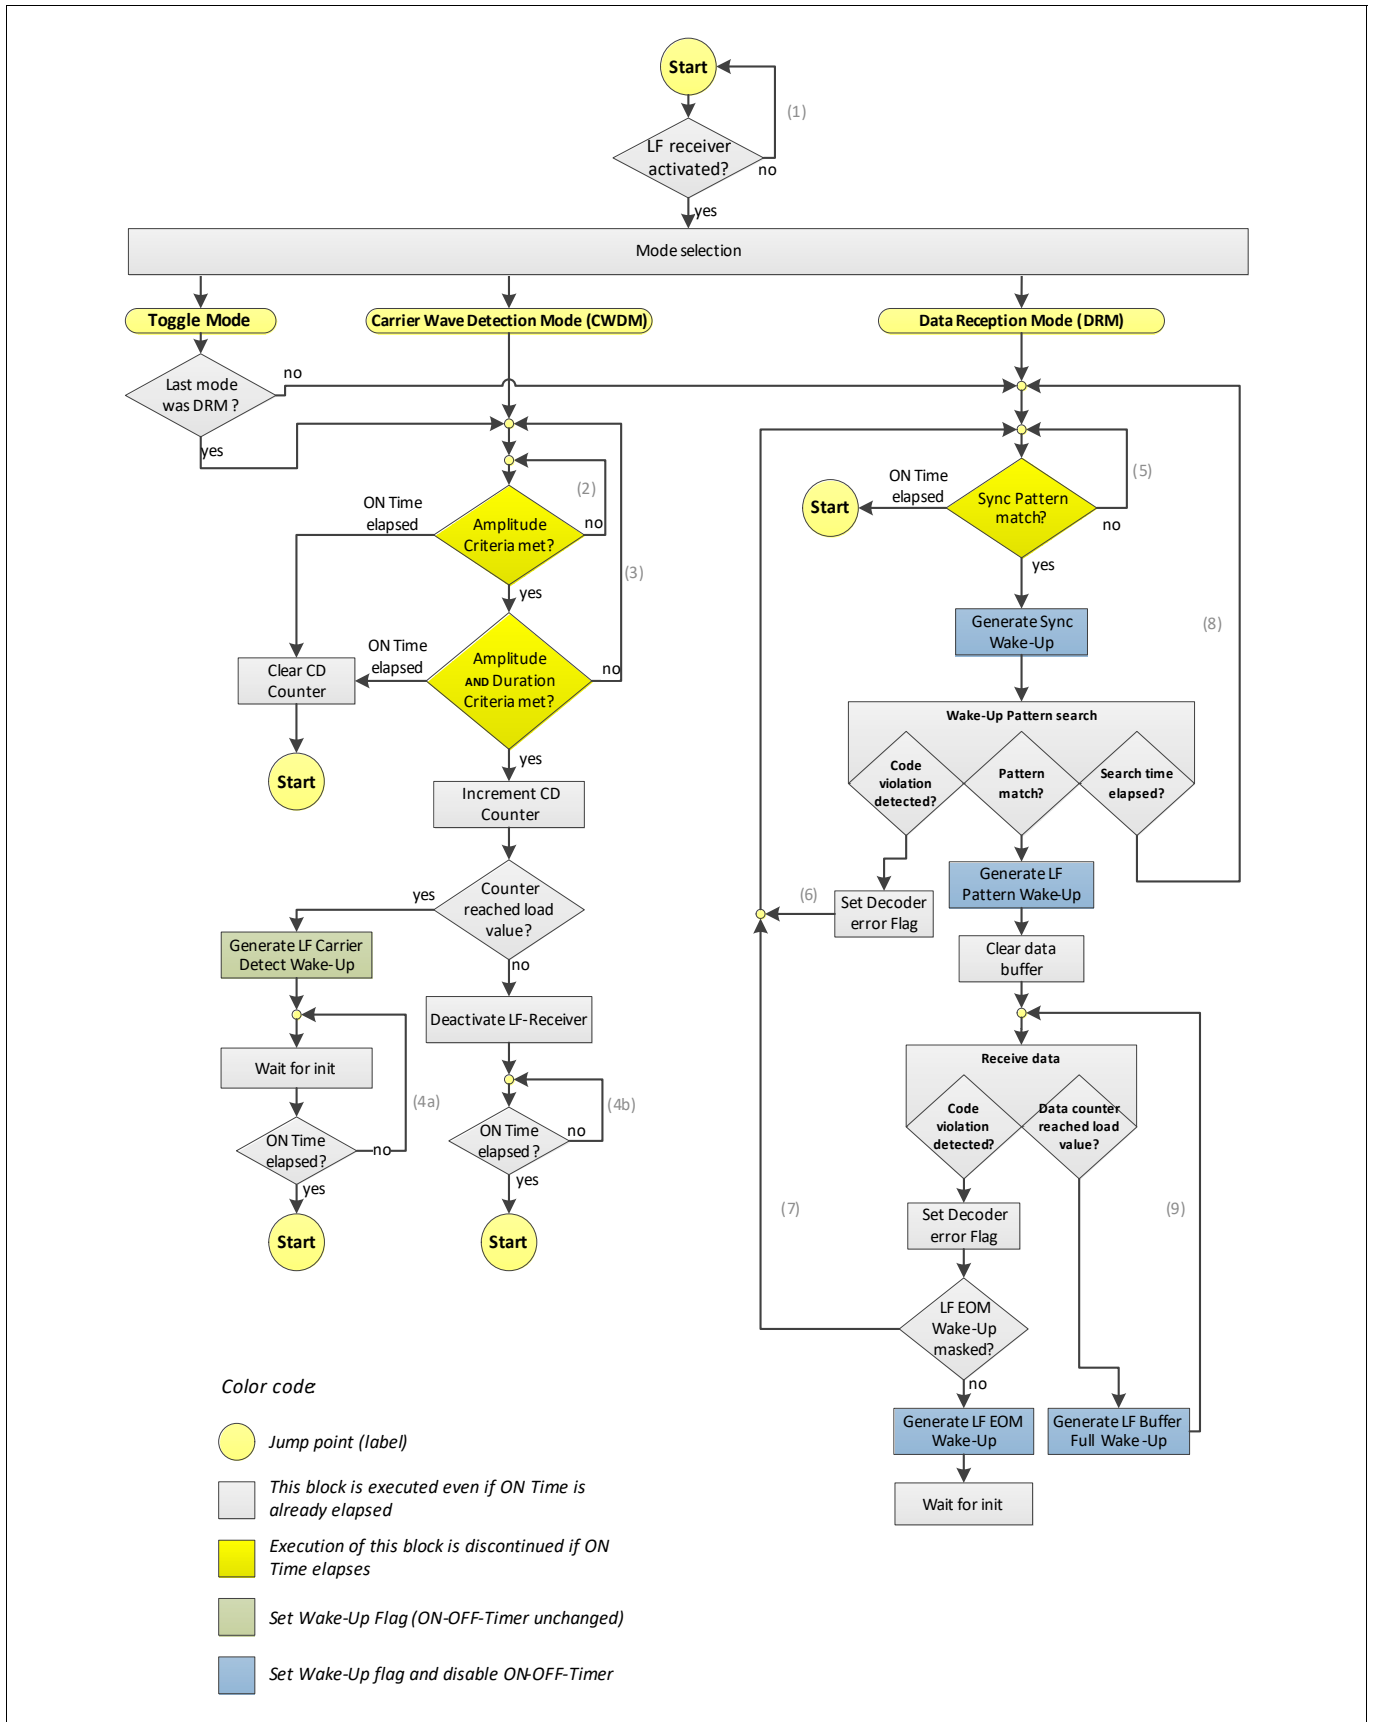 Start
(1)
LF receiver
activated?
no
yes
Mode selection
Toggle Mode
Carrier Wave Detection Mode (CWDM)
Data Reception Mode (DRM)
Last mode
was DRM ?
no
yes
ON Time
elapsed
Amplitude
Criteria met?
(2)
no
yes
(3)
ON Time
elapsed
Amplitude
AND Duration
Criteria met?
no
Clear CD
Counter
Start
yes
Increment CD
Counter
Counter
reached load
value?
yes
no
Generate LF Carrier
Detect Wake-Up
Wait for init
(4a)
ON Time
elapsed?
no
yes
Start
Deactivate LF-Receiver
(4b)
ON Time
elapsed?
no
yes
Start
ON Time
elapsed
Start
Sync Pattern
match?
(5)
no
yes
Generate Sync
Wake-Up
(8)
Wake-Up Pattern search
Code
violation
detected?
Pattern
match?
Search time
elapsed?
(6)
Set Decoder
error Flag
Generate LF
Pattern Wake-Up
Clear data
buffer
Receive data
Code
violation
detected?
Data counter
reached load
value?
(7)
(9)
Set Decoder
error Flag
LF EOM
Wake-Up
masked?
no
Generate LF EOM
Wake-Up
Generate LF Buffer
Full Wake-Up
Wait for init
Color code:
Jump point (label)
This block is executed even if ON Time is
already elapsed
Execution of this block is discontinued if ON
Time elapses
Set Wake-Up Flag (ON-OFF-Timer unchanged)
Set Wake-Up flag and disable ON-OFF-Timer